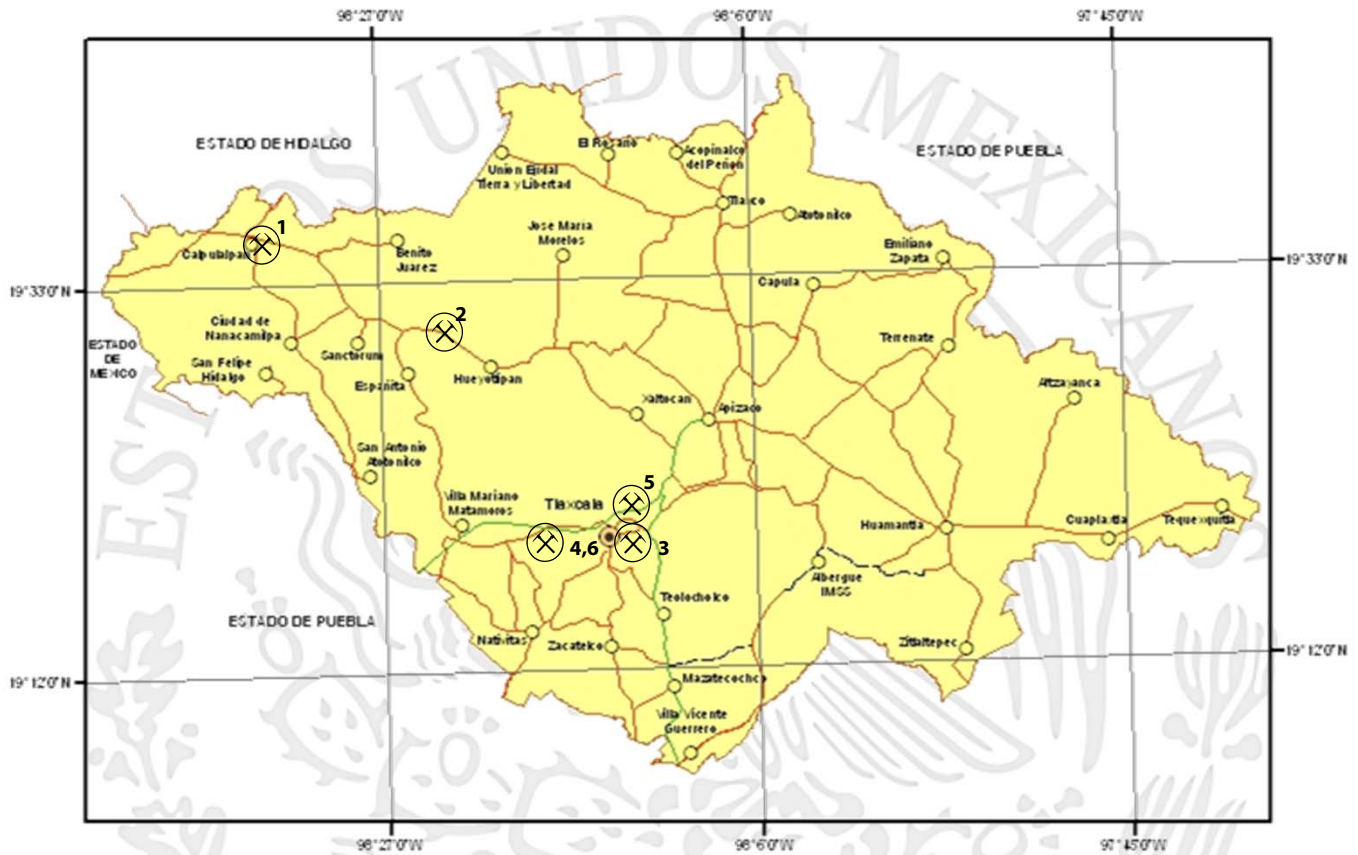 98°27'0"W
98°6'0"W
97°45'0"W
ESTADOS UNIDOS MEXICANOS
ESTADO DE HIDALGO
ESTADO DE PUEBLA
El Rosario
Acopinalco
del Peñon
Union Ejidal
Tierra y Libertad
Tlaxco
Atotonilco
1
Calpulalpan
Benito
Juarez
Jose Maria
Morelos
Emiliano
Zapata
19°33'0"N
19°33'0"N
Capula
2
Ciudad de
Nanacamilpa
Sanctorum
ESTADO
DE
MEXICO
San Felipe
Hidalgo
Españita
Hueyotlipan
Terrenate
Altzayanca
Xaltocan
Apizaco
San Antonio
Atotonilco
5
Villa Mariano
Matamoros
Tlaxcala
4,6
3
Huamantla
Cuapiaxtla
Tequexquitla
Albergue
IMSS
Teolocholco
ESTADO DE PUEBLA
Nativitas
Zacatelco
Zitlaltepec
19°12'0"N
19°12'0"N
Mazatecochco
Villa Vicente
Guerrero
98°27'0"W
98°6'0"W
97°45'0"W